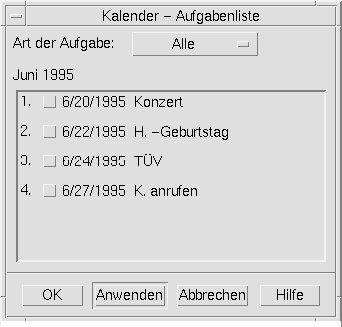 Kalender - Aufgabenliste
Art der Aufgabe: Alle
Juni 1995
1. 6/20/1995 Konzert
2. 6/22/1995 H. -Geburtstag
3. 6/24/1995 TÜV
4. 6/27/1995 K. anrufen
OK Anwenden Abbrechen Hilfe